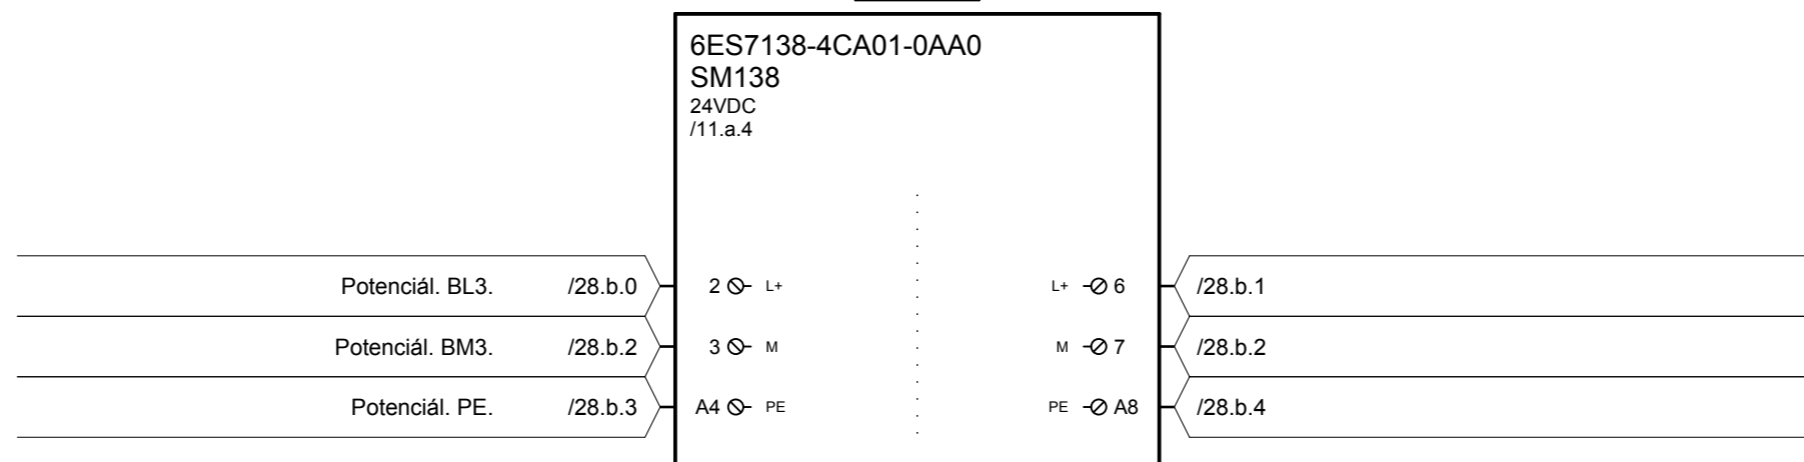 6ES7138-4CA01-0AA0
SM138
24VDC
/11.a.4
Potenciál. BL3. /28.b.0 2 L+ L+ 6 /28.b.1
Potenciál. BM3. /28.b.2 3 M M 7 /28.b.2
Potenciál. PE. /28.b.3 A4 PE PE A8 /28.b.4